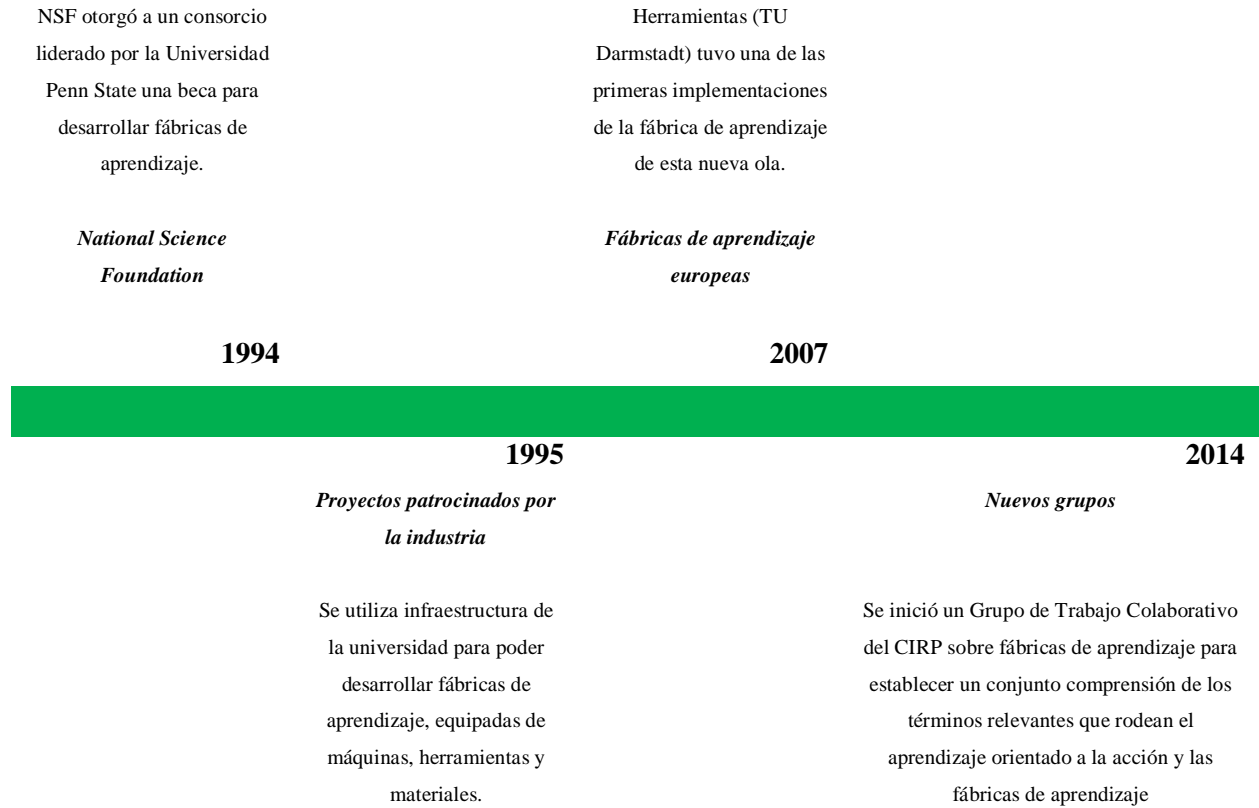 NSF otorgó a un consorcio
liderado por la Universidad
Penn State una beca para
desarrollar fábricas de
aprendizaje.
National Science
Foundation
1994
Herramientas (TU
Darmstadt) tuvo una de las
primeras implementaciones
de la fábrica de aprendizaje
de esta nueva ola.
Fábricas de aprendizaje
europeas
2007
1995
Proyectos patrocinados por
la industria
Se utiliza infraestructura de
la universidad para poder
desarrollar fábricas de
aprendizaje, equipadas de
máquinas, herramientas y
materiales.
2014
Nuevos grupos
Se inició un Grupo de Trabajo Colaborativo
del CIRP sobre fábricas de aprendizaje para
establecer un conjunto comprensión de los
términos relevantes que rodean el
aprendizaje orientado a la acción y las
fábricas de aprendizaje